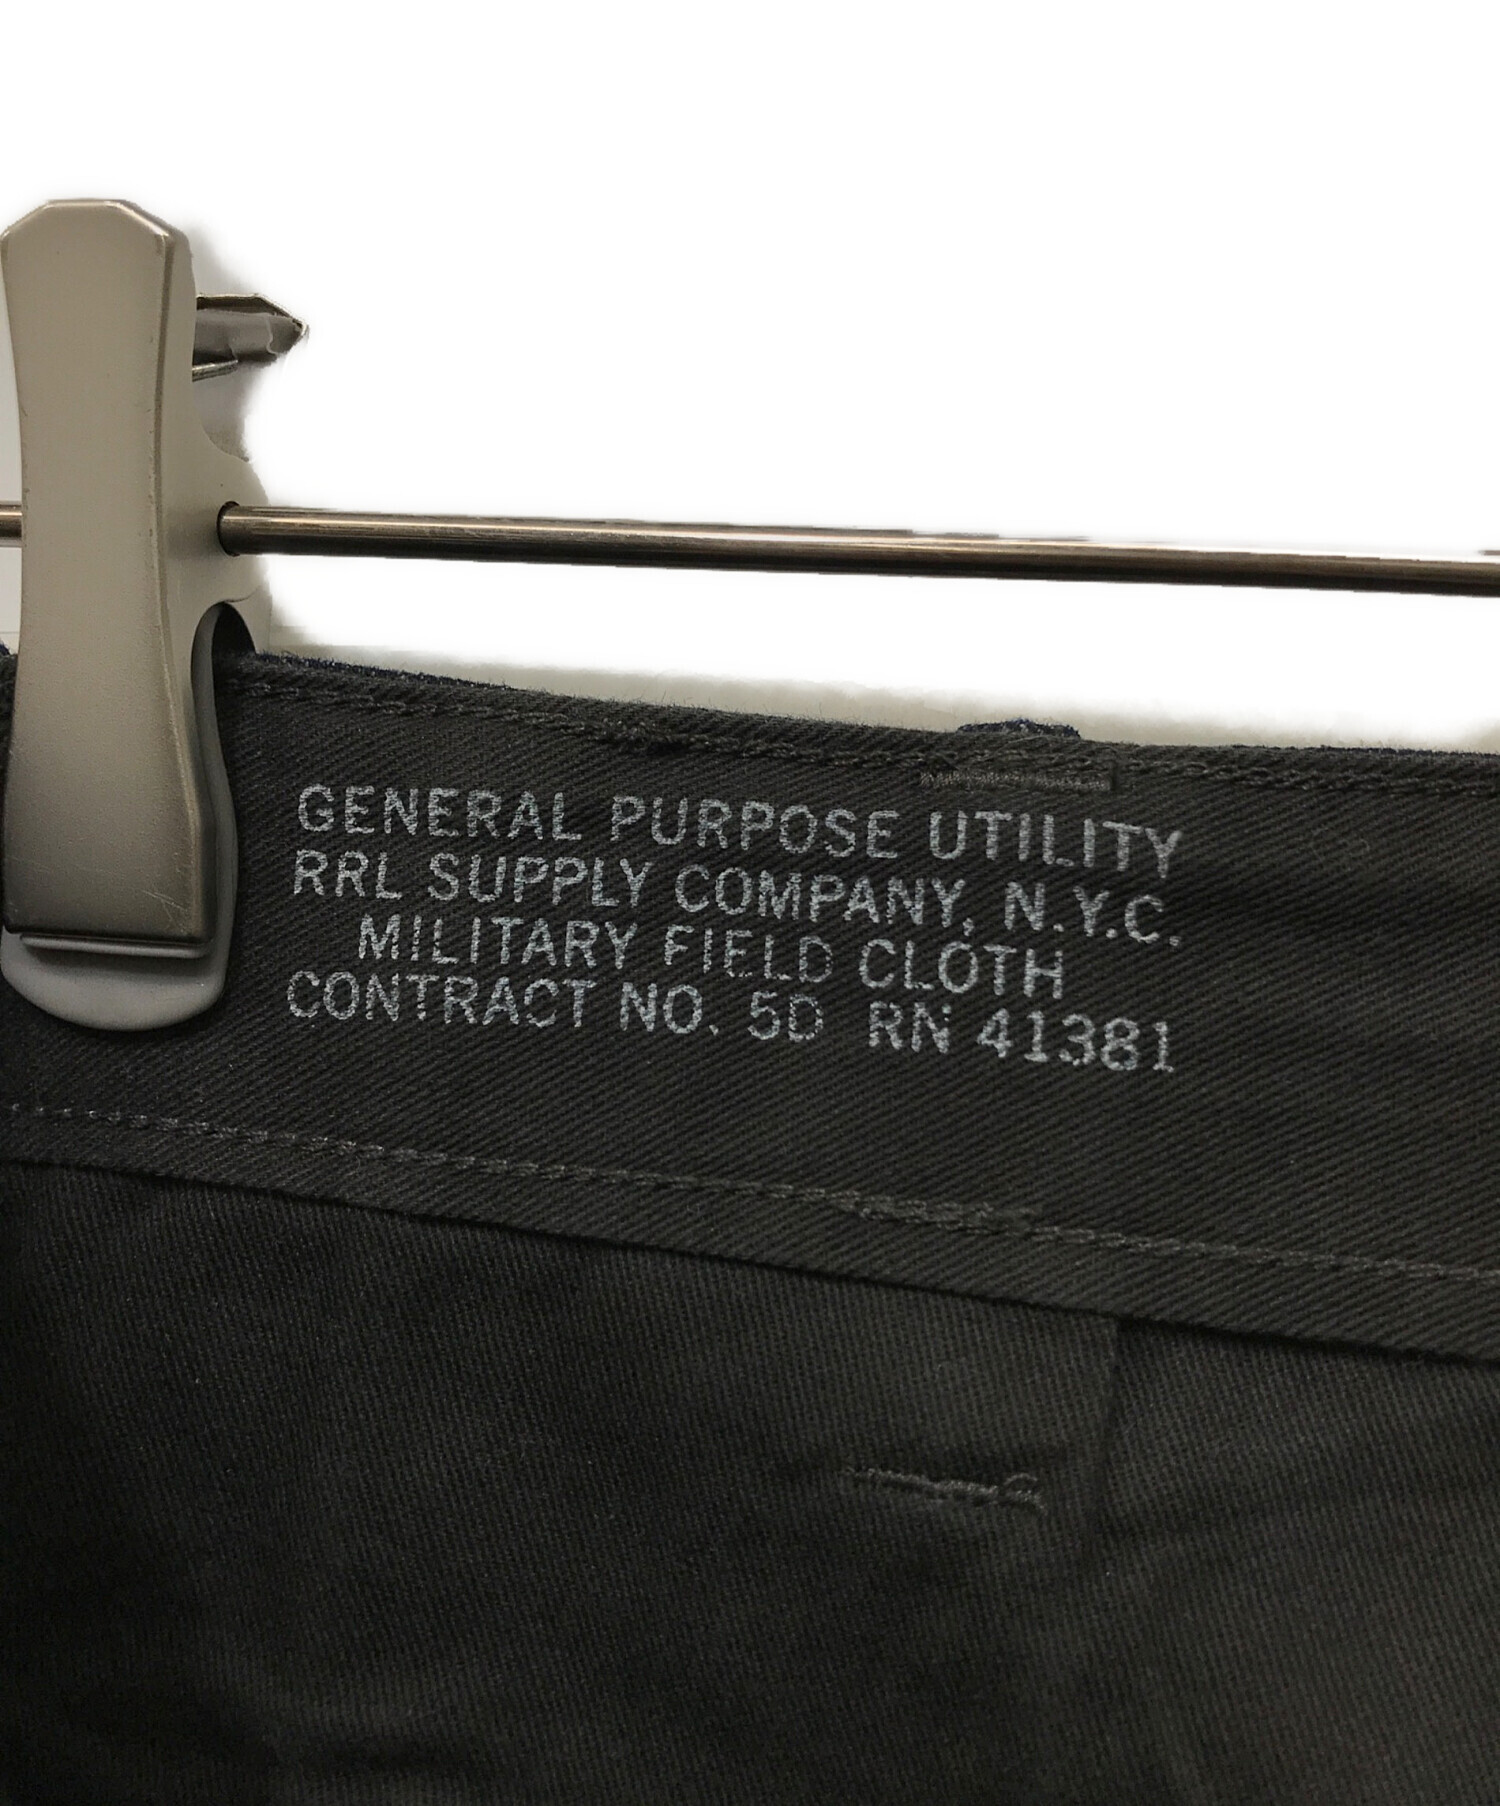 GENERAL PURPOSE UTILITY
RRL SUPPLY COMPANY, N.Y.C.
MILITARY FIELD CLOTH
CONTRACT NO. 5D RN 41381